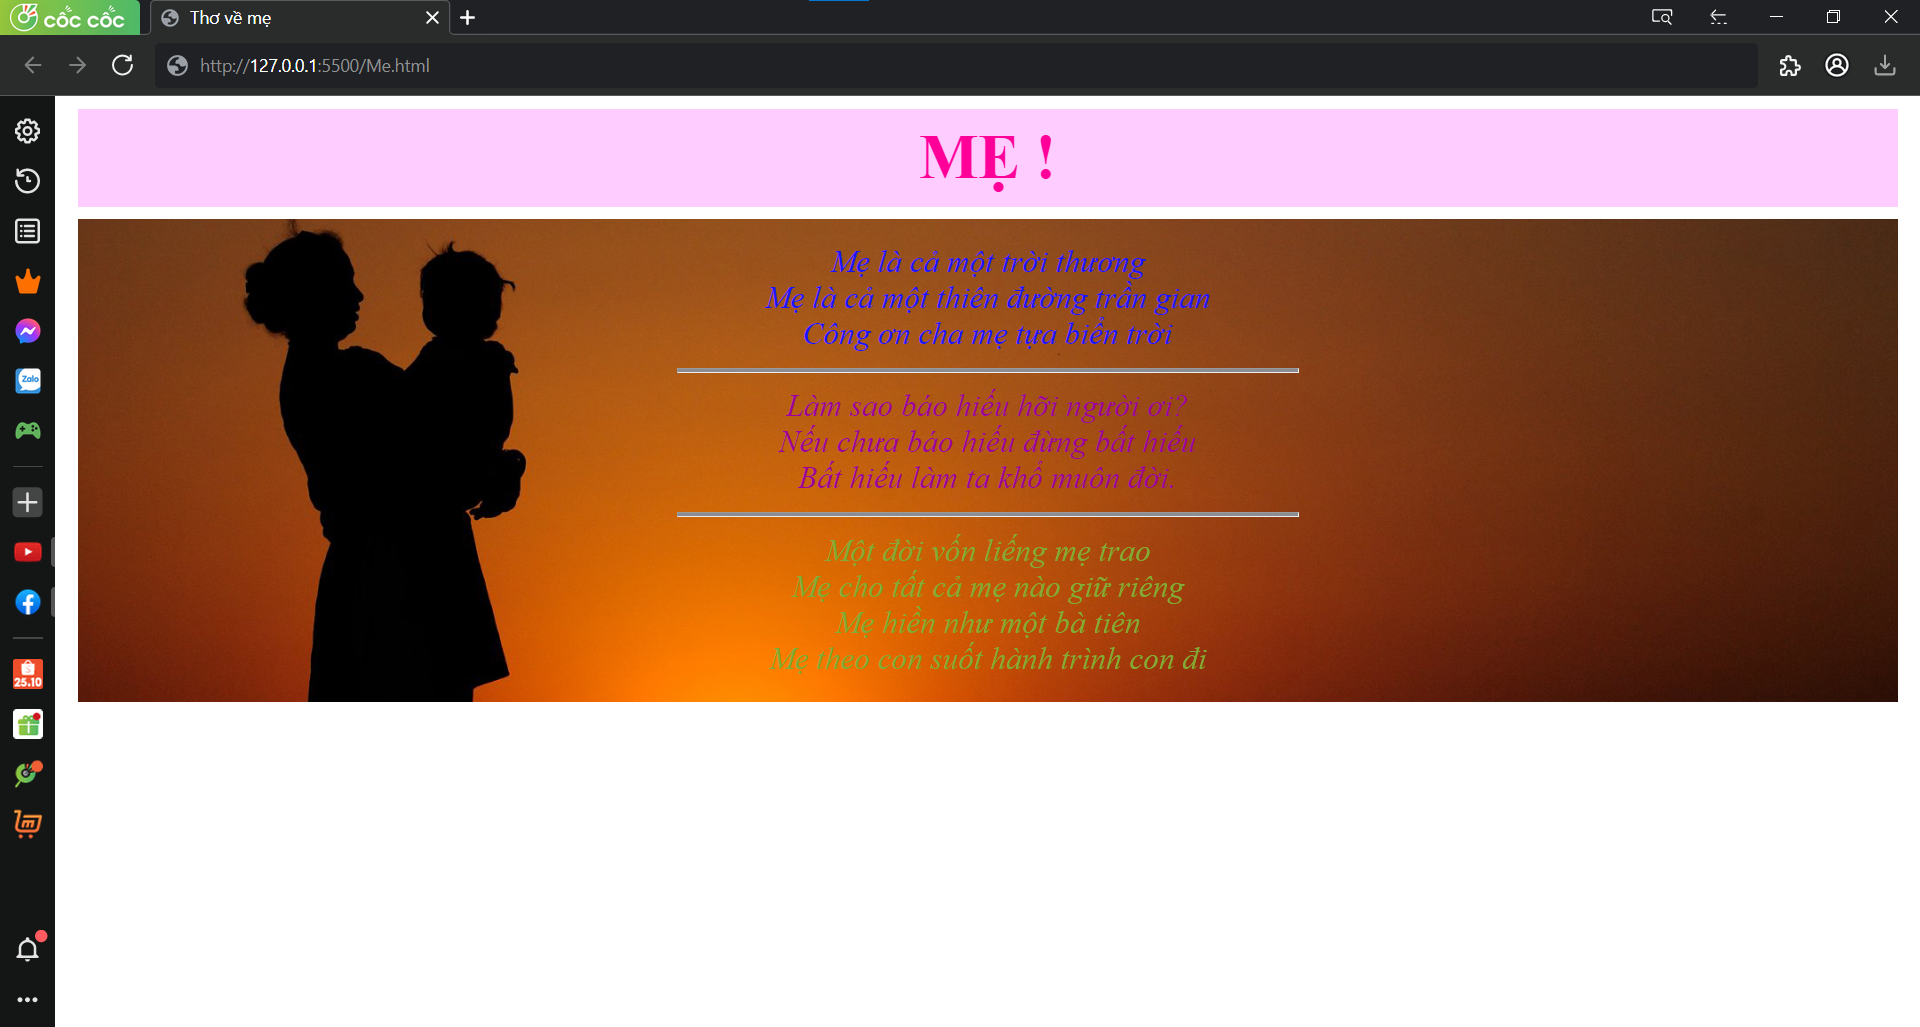 cốc cốc
Thơ về mẹ
http://127.0.0.1:5500/Me.html
MẸ !
Mẹ là cả một trời thương
Mẹ là cả một thiên đường trần gian
Công ơn cha mẹ tựa biển trời
Làm sao báo hiếu hỡi người ơi?
Nếu chưa báo hiếu đừng bất hiếu
Bất hiếu làm ta khổ muôn đời.
Một đời vốn liếng mẹ trao
Mẹ cho tất cả mẹ nào giữ riêng
Mẹ hiền như một bà tiên
Mẹ theo con suốt hành trình con đi
Zalo
25.10